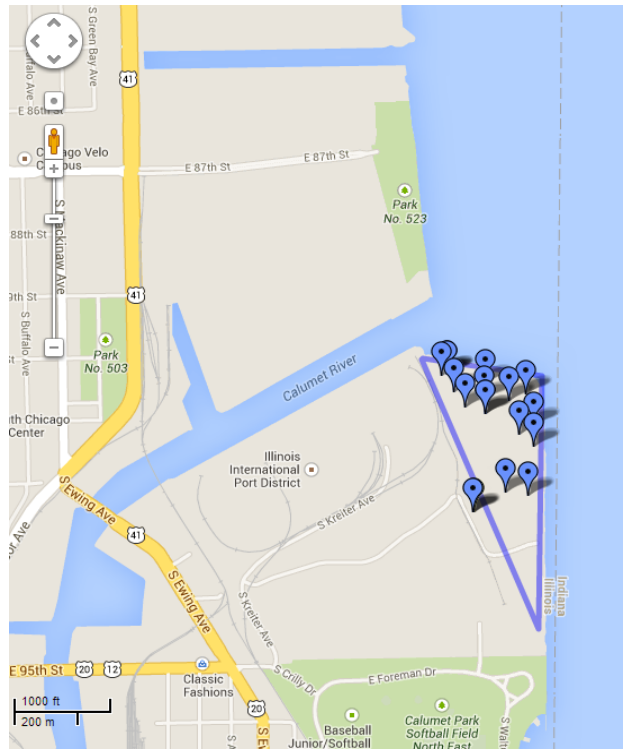 S Green Bay Ave
Buffalo Ave
41
E 86th St
E 87th St
E 87th St
Park
No. 523
S Mackinaw Ave
88th St
41
S Buffalo Ave
Park
No. 503
Calumet River
South Chicago
Center
Illinois
International
Port District
S Kreiter Ave
S Ewing Ave
41
S Ewing Ave
S Kreiter Ave
Indiana
Illinois
E 95th St
20
12
Classic
Fashions
S Crilly Dr
E Foreman Dr
20
1000 ft
200 m
Baseball
Junior/Softball
Calumet Park
Softball Field
North East